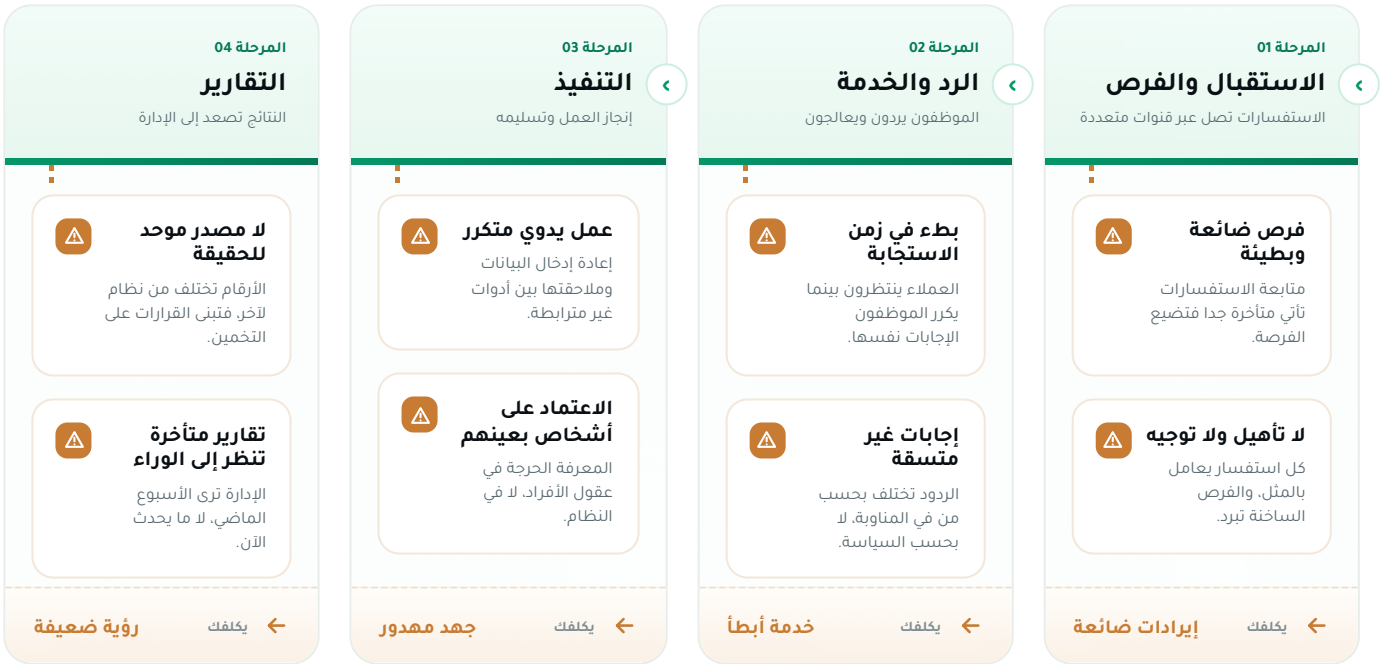 المرحلة 01
الاستقبال والفرص
الاستفسارات تصل عبر قنوات متعددة
فرص ضائعة
وبطيئة
متابعة الاستفسارات
تأتي متأخرة جدا فتضيع
الفرصة.
لا تأهيل ولا توجيه
كل استفسار يعامل
بالمثل، والفرص
الساخنة تبرد.
يكلفك
إيرادات ضائعة
المرحلة 02
الرد والخدمة
الموظفون يردون ويعالجون
بطء في زمن
الاستجابة
العملاء ينتظرون بينما
يكرر الموظفون
الإجابات نفسها.
إجابات غير
متسقة
الردود تختلف بحسب
من في المناوبة، لا
بحسب السياسة.
يكلفك
خدمة أبطأ
المرحلة 03
التنفيذ
إنجاز العمل وتسليمه
عمل يدوي متكرر
إعادة إدخال البيانات
وملاحقتها بين أدوات
غير مترابطة.
الاعتماد على
أشخاص بعينهم
المعرفة الحرجة في
عقول الأفراد، لا في
النظام.
يكلفك
جهد مهدور
المرحلة 04
التقارير
النتائج تصعد إلى الإدارة
لا مصدر موحد
للحقيقة
الأرقام تختلف من نظام
لآخر، فتبنى القرارات على
التخمين.
تقارير متأخرة
تنظر إلى الوراء
الإدارة ترى الأسبوع
الماضي، لا ما يحدث
الآن.
يكلفك
رؤية ضعيفة